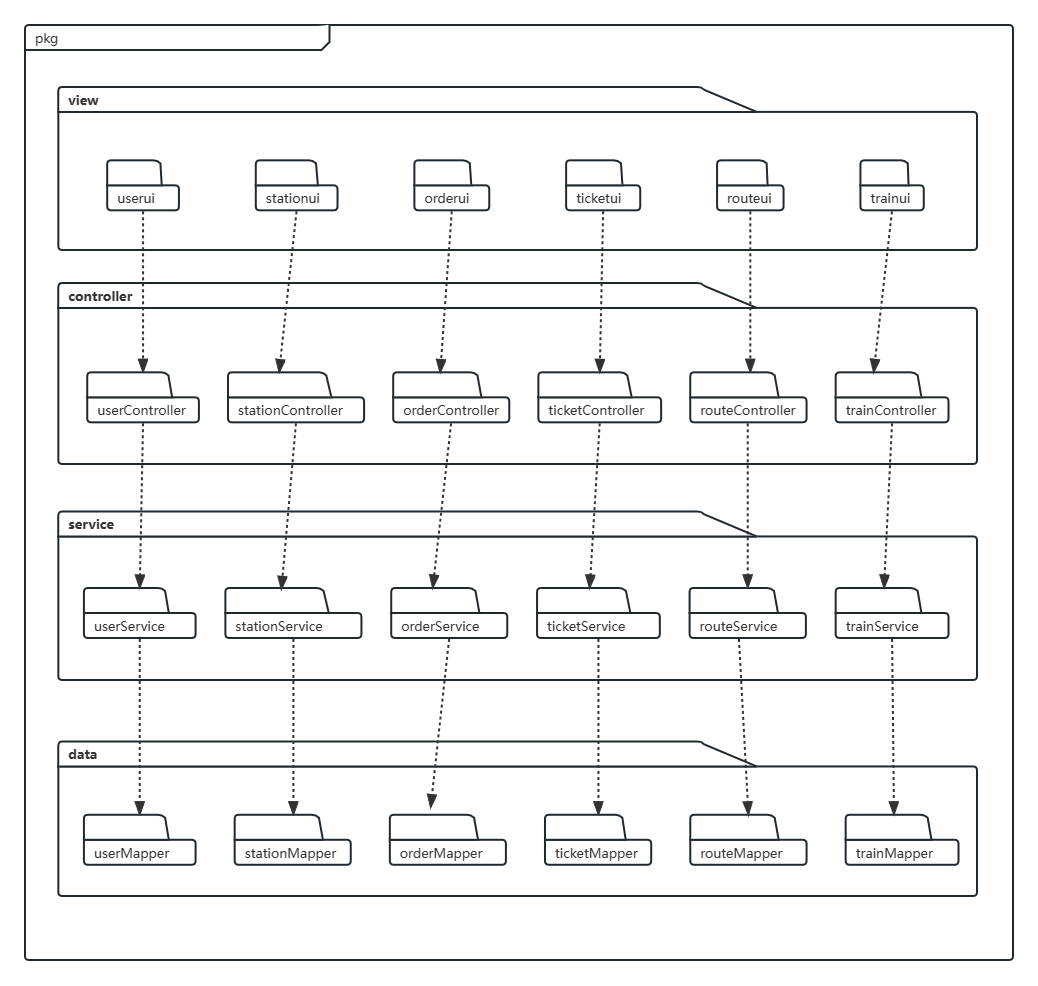 pkg
view
userui
stationui
orderui
ticketui
routeui
trainui
controller
userController
stationController
orderController
ticketController
routeController
trainController
service
userService
stationService
orderService
ticketService
routeService
trainService
data
userMapper
stationMapper
orderMapper
ticketMapper
routeMapper
trainMapper